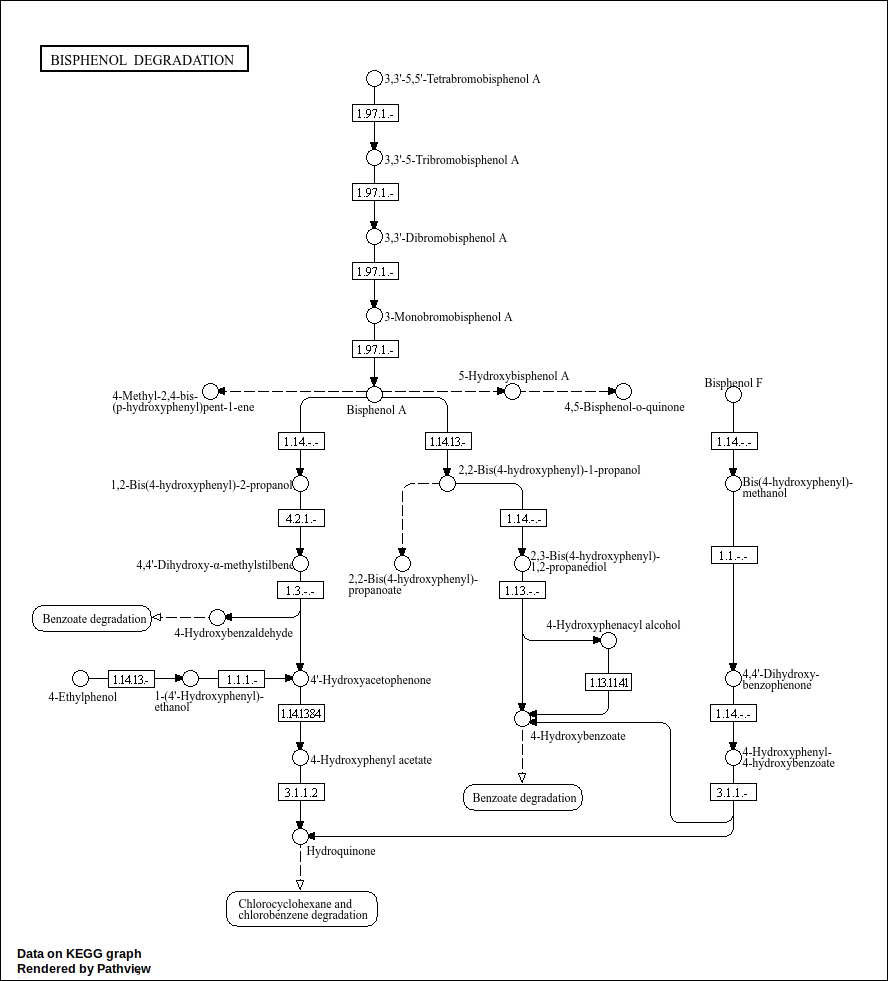 BISPHENOL DEGRADATION
3,3'-5,5'-Tetrabromobisphenol A
1.97.1.-
3,3'-5-Tribromobisphenol A
1.97.1.-
3,3'-Dibromobisphenol A
1.97.1.-
3-Monobromobisphenol A
1.97.1.-
5-Hydroxybisphenol A
Bisphenol F
4-Methyl-2,4-bis-
(p-hydroxyphenyl)pent-1-ene
Bisphenol A
4,5-Bisphenol-o-quinone
1.14.-.-
1.14.13.-
1.14.-.-
2,2-Bis(4-hydroxyphenyl)-1-propanol
1,2-Bis(4-hydroxyphenyl)-2-propanol
Bis(4-hydroxyphenyl)-
methanol
4.2.1.-
1.14.-.-
1.1.-.-
4,4'-Dihydroxy-α-methylstilbene
2,3-Bis(4-hydroxyphenyl)-
1,2-propanediol
2,2-Bis(4-hydroxyphenyl)-
propanoate
1.3.-.-
1.13.-.-
Benzoate degradation
4-Hydroxybenzaldehyde
4-Hydroxyphenacyl alcohol
4-Ethylphenol
1.14.13.-
1-(4'-Hydroxyphenyl)-
ethanol
1.1.1.-
4'-Hydroxyacetophenone
1.13.11.41
4,4'-Dihydroxy-
benzophenone
1.14.13.84
1.14.-.-
4-Hydroxybenzoate
4-Hydroxyphenyl acetate
4-Hydroxyphenyl-
4-hydroxybenzoate
3.1.1.2
Benzoate degradation
3.1.1.-
Hydroquinone
Chlorocyclohexane and
chlorobenzene degradation
Data on KEGG graph
Rendered by Pathview